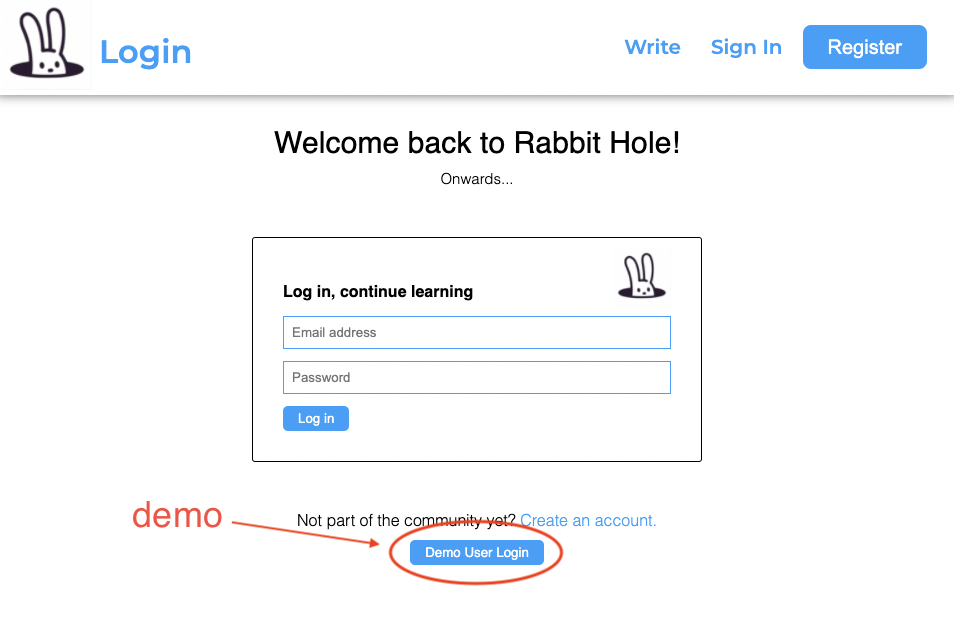 Login
Write Sign In Register
Welcome back to Rabbit Hole!
Onwards...
Log in, continue learning
Email address
Password
Log in
demo
Not part of the community yet? Create an account.
Demo User Login